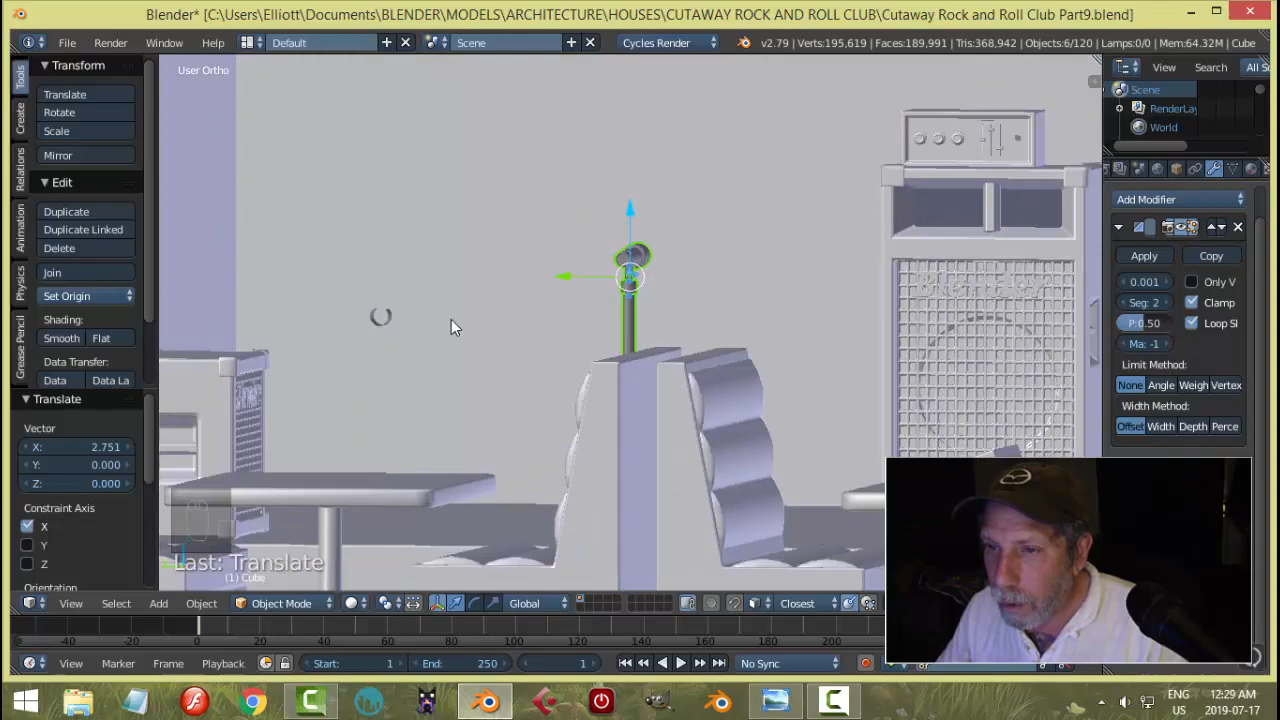 Blender* [C:\Users\Elliott\Documents\BLENDER\MODELS\ARCHITECTURE\HOUSES\CUTAWAY ROCK AND ROLL CLUB\Cutaway Rock and Roll Club Part9.blend]
File Render Window Help Default Scene Cycles Render v2.79 | Verts:195,619 | Faces:189,991 | Tris:368,942 | Objects:6/120 | Lamps:0/0 | Mem:64.32M | Cube
Tools
Create
Relations
Animation
Physics
Grease Pencil
Transform
Translate
Rotate
Scale
Mirror
Edit
Duplicate
Duplicate Linked
Delete
Join
Set Origin
Shading:
Smooth Flat
Data Transfer:
Data Data La
Translate
Vector
X: 2.751
Y: 0.000
Z: 0.000
Constraint Axis
X
Y
Z
Orientation
User Ortho
Last: Translate
(1) Cube
View Search All Sc
Scene
RenderLay
World
Add Modifier
Apply Copy
0.001 Only V
Seg: 2 Clamp
P:0.50 Loop Sl
Ma: -1
Limit Method:
None Angle Weigh Vertex
Width Method:
Offset Width Depth Perce
View Select Add Object Object Mode Global Closest
-40 -20 0 20 40 60 80 100 120 140 160 180 200
View Marker Frame Playback Start: 1 End: 250 1 No Sync
ENG
US
12:29 AM
2019-07-17